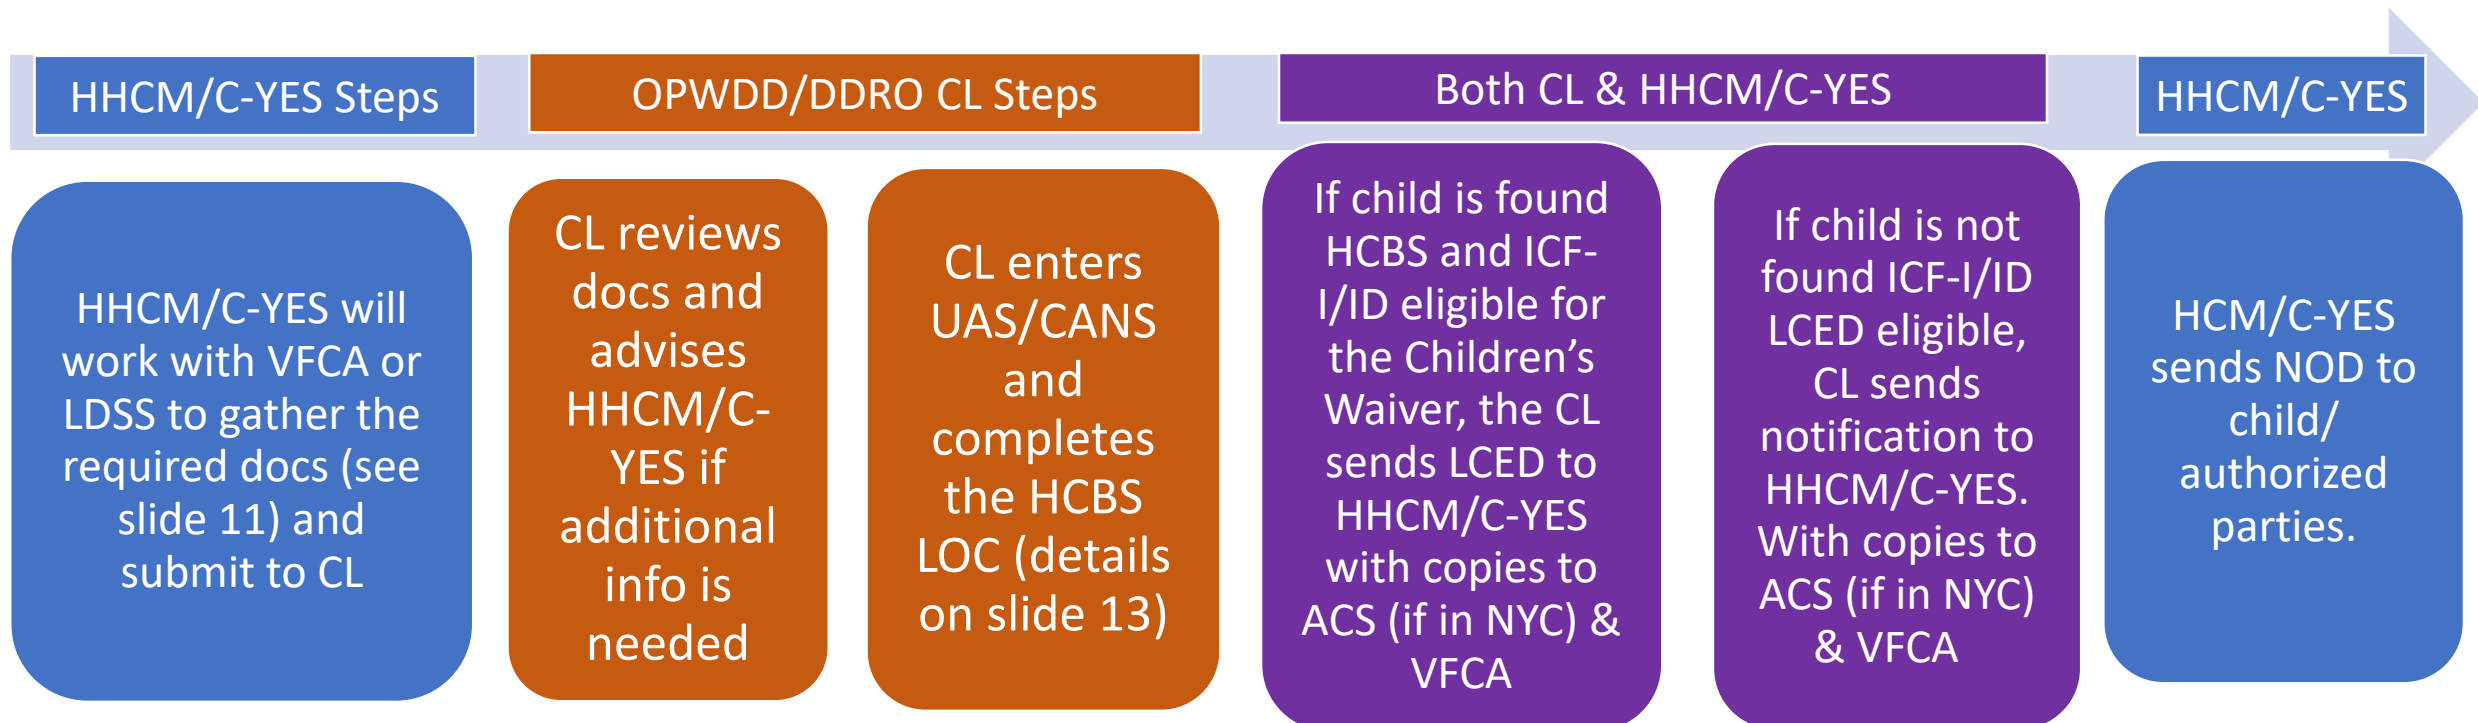 HHCM/C-YES Steps
OPWDD/DDRO CL Steps
Both CL & HHCM/C-YES
HHCM/C-YES
HHCM/C-YES will
work with VFCA or
LDSS to gather the
required docs (see
slide 11) and
submit to CL
CL reviews
docs and
advises
HHCM/C-
YES if
additional
info is
needed
CL enters
UAS/CANS
and
completes
the HCBS
LOC (details
on slide 13)
If child is found
HCBS and ICF-
I/ID eligible for
the Children’s
Waiver, the CL
sends LCED to
HHCM/C-YES
with copies to
ACS (if in NYC) &
VFCA
If child is not
found ICF-I/ID
LCED eligible,
CL sends
notification to
HHCM/C-YES.
With copies to
ACS (if in NYC)
& VFCA
HCM/C-YES
sends NOD to
child/
authorized
parties.